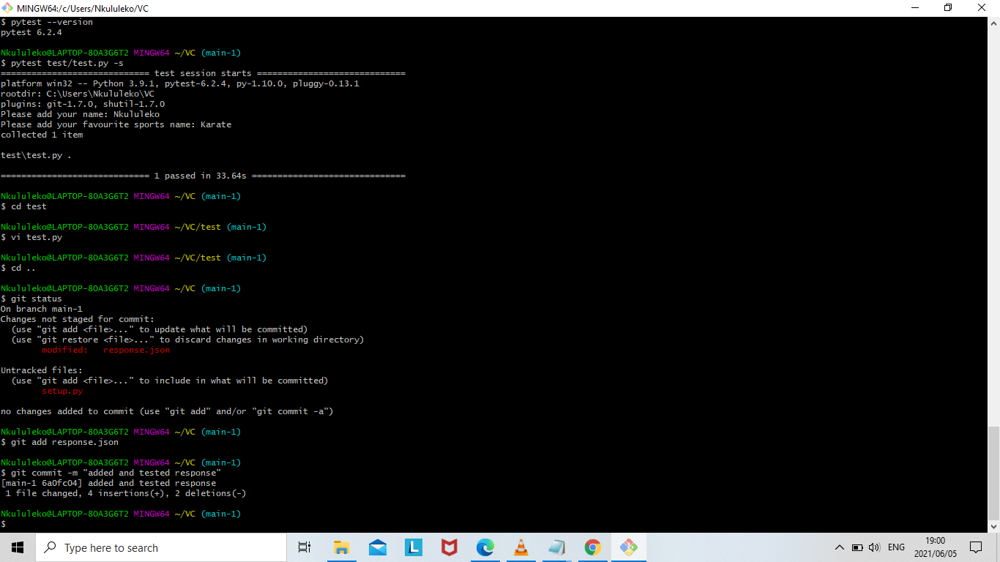 MINGW64:/c/Users/Nkululeko/VC
$ pytest --version
pytest 6.2.4
Nkululeko@LAPTOP-80A3G6T2 MINGW64 ~/VC (main-1)
$ pytest test/test.py -s
============================= test session starts =============================
platform win32 -- Python 3.9.1, pytest-6.2.4, py-1.10.0, pluggy-0.13.1
rootdir: C:\Users\Nkululeko\VC
plugins: git-1.7.0, shutil-1.7.0
Please add your name: Nkululeko
Please add your favourite sports name: Karate
collected 1 item
test\test.py .
============================= 1 passed in 33.64s ==============================
Nkululeko@LAPTOP-80A3G6T2 MINGW64 ~/VC (main-1)
$ cd test
Nkululeko@LAPTOP-80A3G6T2 MINGW64 ~/VC/test (main-1)
$ vi test.py
Nkululeko@LAPTOP-80A3G6T2 MINGW64 ~/VC/test (main-1)
$ cd ..
Nkululeko@LAPTOP-80A3G6T2 MINGW64 ~/VC (main-1)
$ git status
On branch main-1
Changes not staged for commit:
  (use "git add <file>..." to update what will be committed)
  (use "git restore <file>..." to discard changes in working directory)
        modified:   response.json
Untracked files:
  (use "git add <file>..." to include in what will be committed)
        setup.py
no changes added to commit (use "git add" and/or "git commit -a")
Nkululeko@LAPTOP-80A3G6T2 MINGW64 ~/VC (main-1)
$ git add response.json
Nkululeko@LAPTOP-80A3G6T2 MINGW64 ~/VC (main-1)
$ git commit -m "added and tested response"
[main-1 6a0fc04] added and tested response
 1 file changed, 4 insertions(+), 2 deletions(-)
Nkululeko@LAPTOP-80A3G6T2 MINGW64 ~/VC (main-1)
$
Type here to search
L
ENG
19:00
2021/06/05